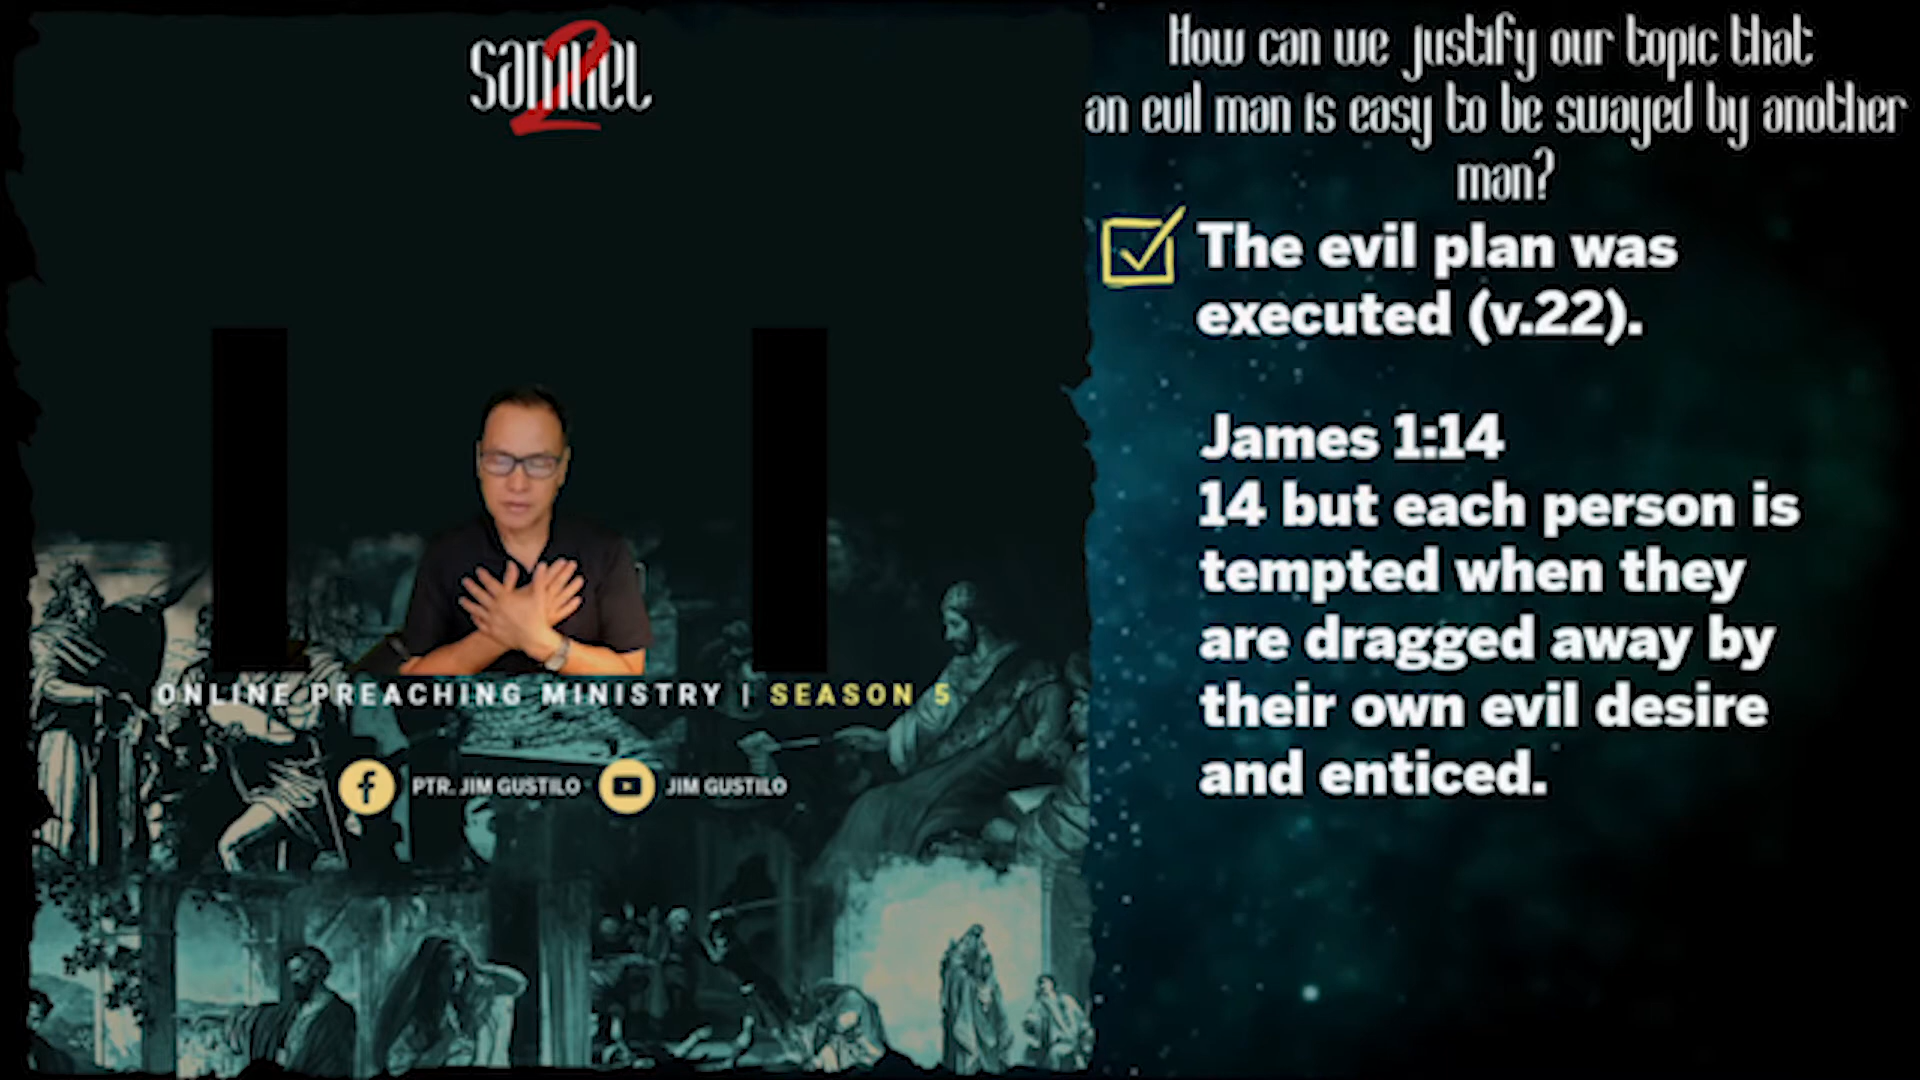 Samuel
2
ONLINE PREACHING MINISTRY | SEASON 5
PTR. JIM GUSTILO
JIM GUSTILO
How can we justify our topic that
an evil man is easy to be swayed by another
man?
The evil plan was
executed (v.22).
James 1:14
14 but each person is
tempted when they
are dragged away by
their own evil desire
and enticed.